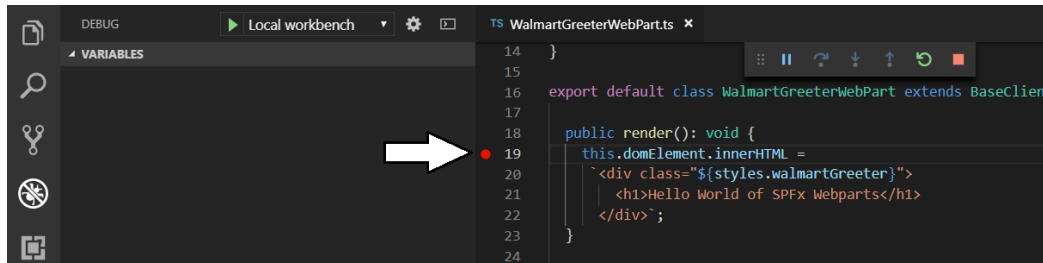 DEBUG
Local workbench
TS WalmartGreeterWebPart.ts ×
VARIABLES
14 }
15
16 export default class WalmartGreeterWebPart extends BaseClien
17
18 public render(): void {
19 this.domElement.innerHTML =
20 `<div class="${styles.walmartGreeter}">
21 <h1>Hello World of SPFx Webparts</h1>
22 </div>`;
23 }
24